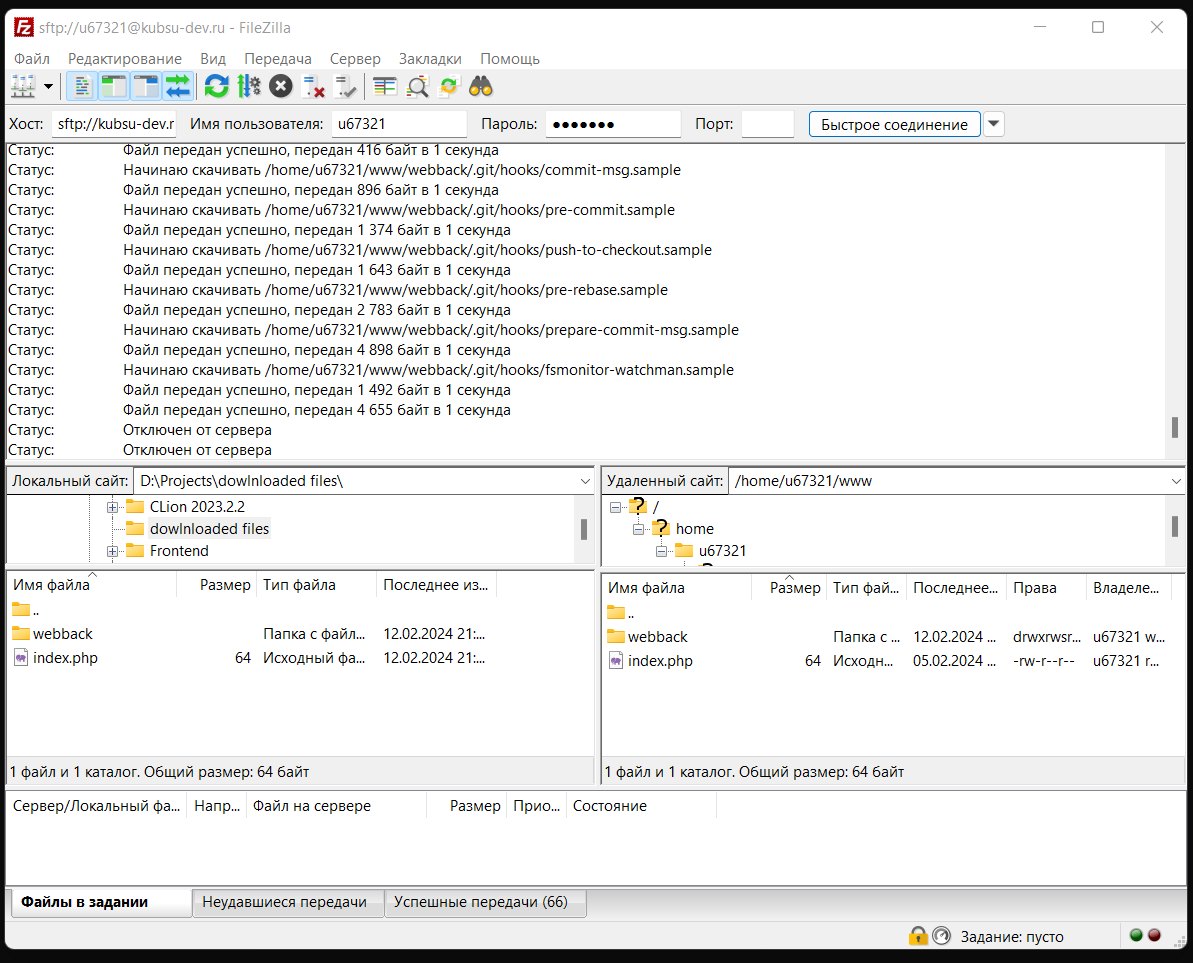 sftp://u67321@kubsu-dev.ru - FileZilla
Файл Редактирование Вид Передача Сервер Закладки Помощь
Хост: sftp://kubsu-dev.r Имя пользователя: u67321 Пароль: ●●●●●●● Порт: Быстрое соединение
Статус: Файл передан успешно, передан 416 байт в 1 секунда
Статус: Начинаю скачивать /home/u67321/www/webback/.git/hooks/commit-msg.sample
Статус: Файл передан успешно, передан 896 байт в 1 секунда
Статус: Начинаю скачивать /home/u67321/www/webback/.git/hooks/pre-commit.sample
Статус: Файл передан успешно, передан 1 374 байт в 1 секунда
Статус: Начинаю скачивать /home/u67321/www/webback/.git/hooks/push-to-checkout.sample
Статус: Файл передан успешно, передан 1 643 байт в 1 секунда
Статус: Начинаю скачивать /home/u67321/www/webback/.git/hooks/pre-rebase.sample
Статус: Файл передан успешно, передан 2 783 байт в 1 секунда
Статус: Начинаю скачивать /home/u67321/www/webback/.git/hooks/prepare-commit-msg.sample
Статус: Файл передан успешно, передан 4 898 байт в 1 секунда
Статус: Начинаю скачивать /home/u67321/www/webback/.git/hooks/fsmonitor-watchman.sample
Статус: Файл передан успешно, передан 1 492 байт в 1 секунда
Статус: Файл передан успешно, передан 4 655 байт в 1 секунда
Статус: Отключен от сервера
Статус: Отключен от сервера
Локальный сайт: D:\Projects\dowlnloaded files\
CLion 2023.2.2
dowlnloaded files
Frontend
Имя файла Размер Тип файла Последнее из...
..
webback Папка с файл... 12.02.2024 21:...
index.php 64 Исходный фа... 12.02.2024 21:...
1 файл и 1 каталог. Общий размер: 64 байт
Удаленный сайт: /home/u67321/www
/
home
u67321
Имя файла Размер Тип фай... Последнее... Права Владеле...
..
webback Папка с ... 12.02.2024 ... drwxrwsr... u67321 w...
index.php 64 Исходн... 05.02.2024 ... -rw-r--r-- u67321 r...
1 файл и 1 каталог. Общий размер: 64 байт
Сервер/Локальный фа... Напр... Файл на сервере Размер Прио... Состояние
Файлы в задании Неудавшиеся передачи Успешные передачи (66)
Задание: пусто